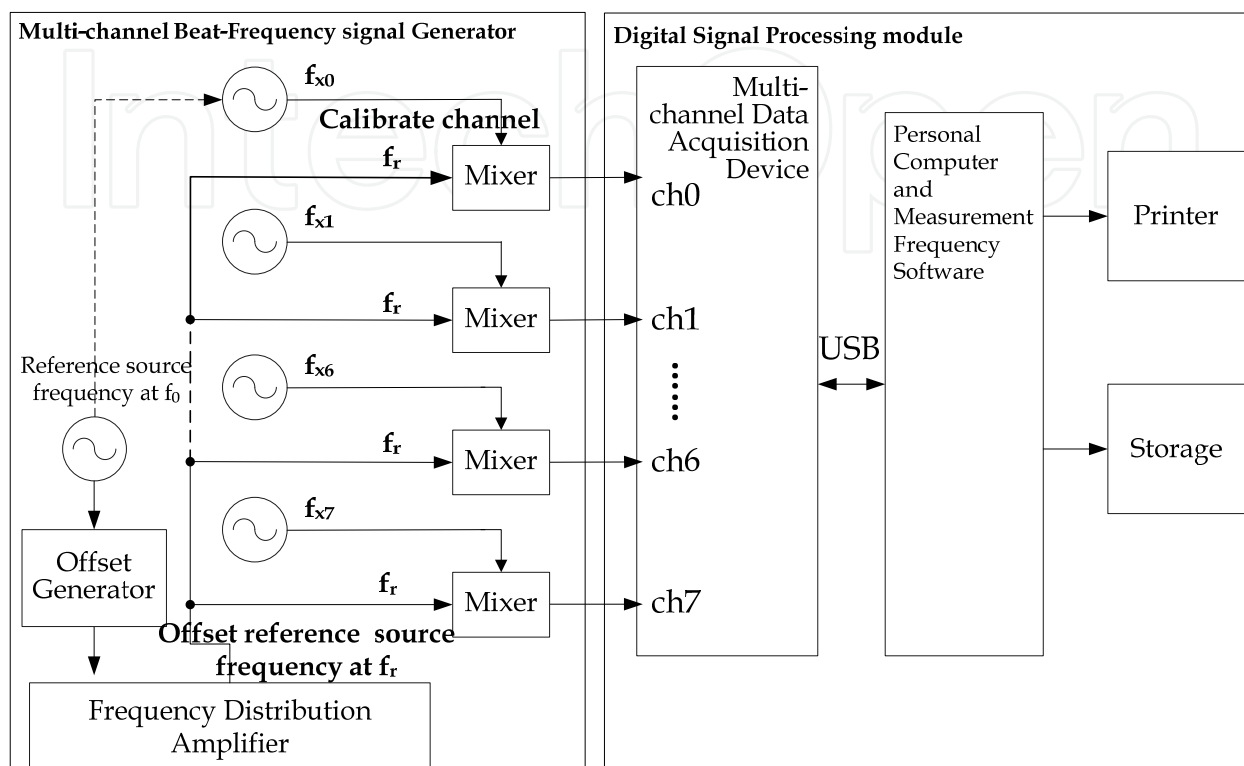 Multi-channel Beat-Frequency signal Generator
Digital Signal Processing module
IntechOpen
fx0
Calibrate channel
fr
Mixer
fx1
fr
Mixer
Reference source
frequency at f0
fx6
fr
Mixer
fx7
fr
Mixer
Offset
Generator
Offset reference source
frequency at fr
Frequency Distribution
Amplifier
Multi-
channel Data
Acquisition
Device
ch0
ch1
ch6
ch7
USB
Personal
Computer
and
Measurement
Frequency
Software
Printer
Storage